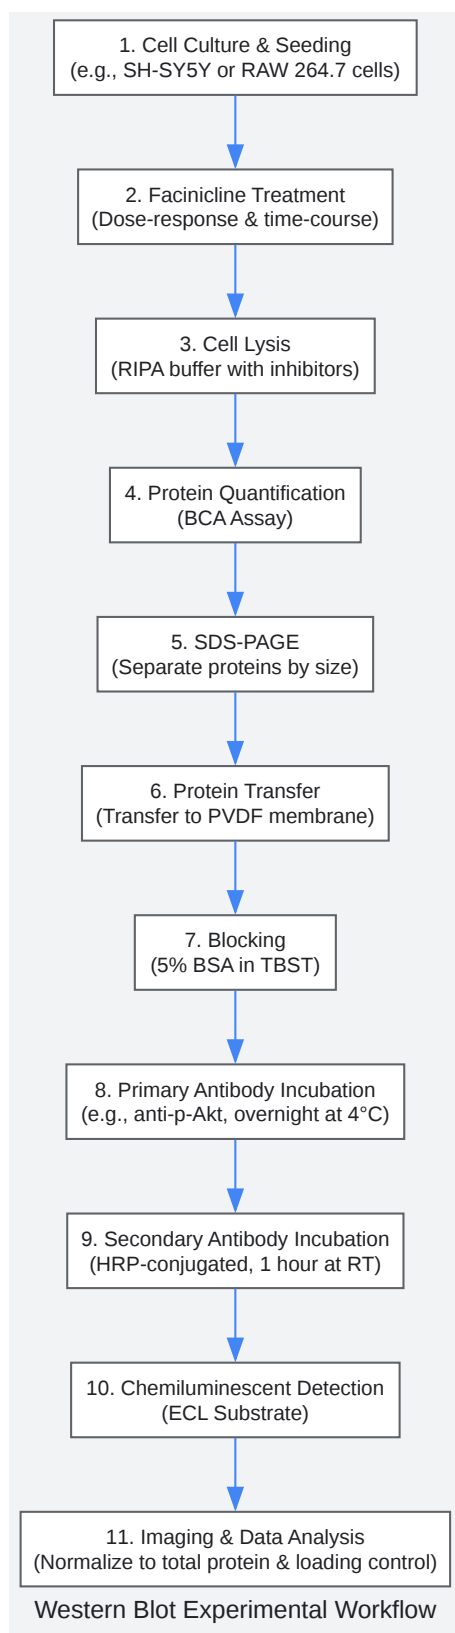 1. Cell Culture & Seeding
(e.g., SH-SY5Y or RAW 264.7 cells)
2. Facinicline Treatment
(Dose-response & time-course)
3. Cell Lysis
(RIPA buffer with inhibitors)
4. Protein Quantification
(BCA Assay)
5. SDS-PAGE
(Separate proteins by size)
6. Protein Transfer
(Transfer to PVDF membrane)
7. Blocking
(5% BSA in TBST)
8. Primary Antibody Incubation
(e.g., anti-p-Akt, overnight at 4°C)
9. Secondary Antibody Incubation
(HRP-conjugated, 1 hour at RT)
10. Chemiluminescent Detection
(ECL Substrate)
11. Imaging & Data Analysis
(Normalize to total protein & loading control)
Western Blot Experimental Workflow